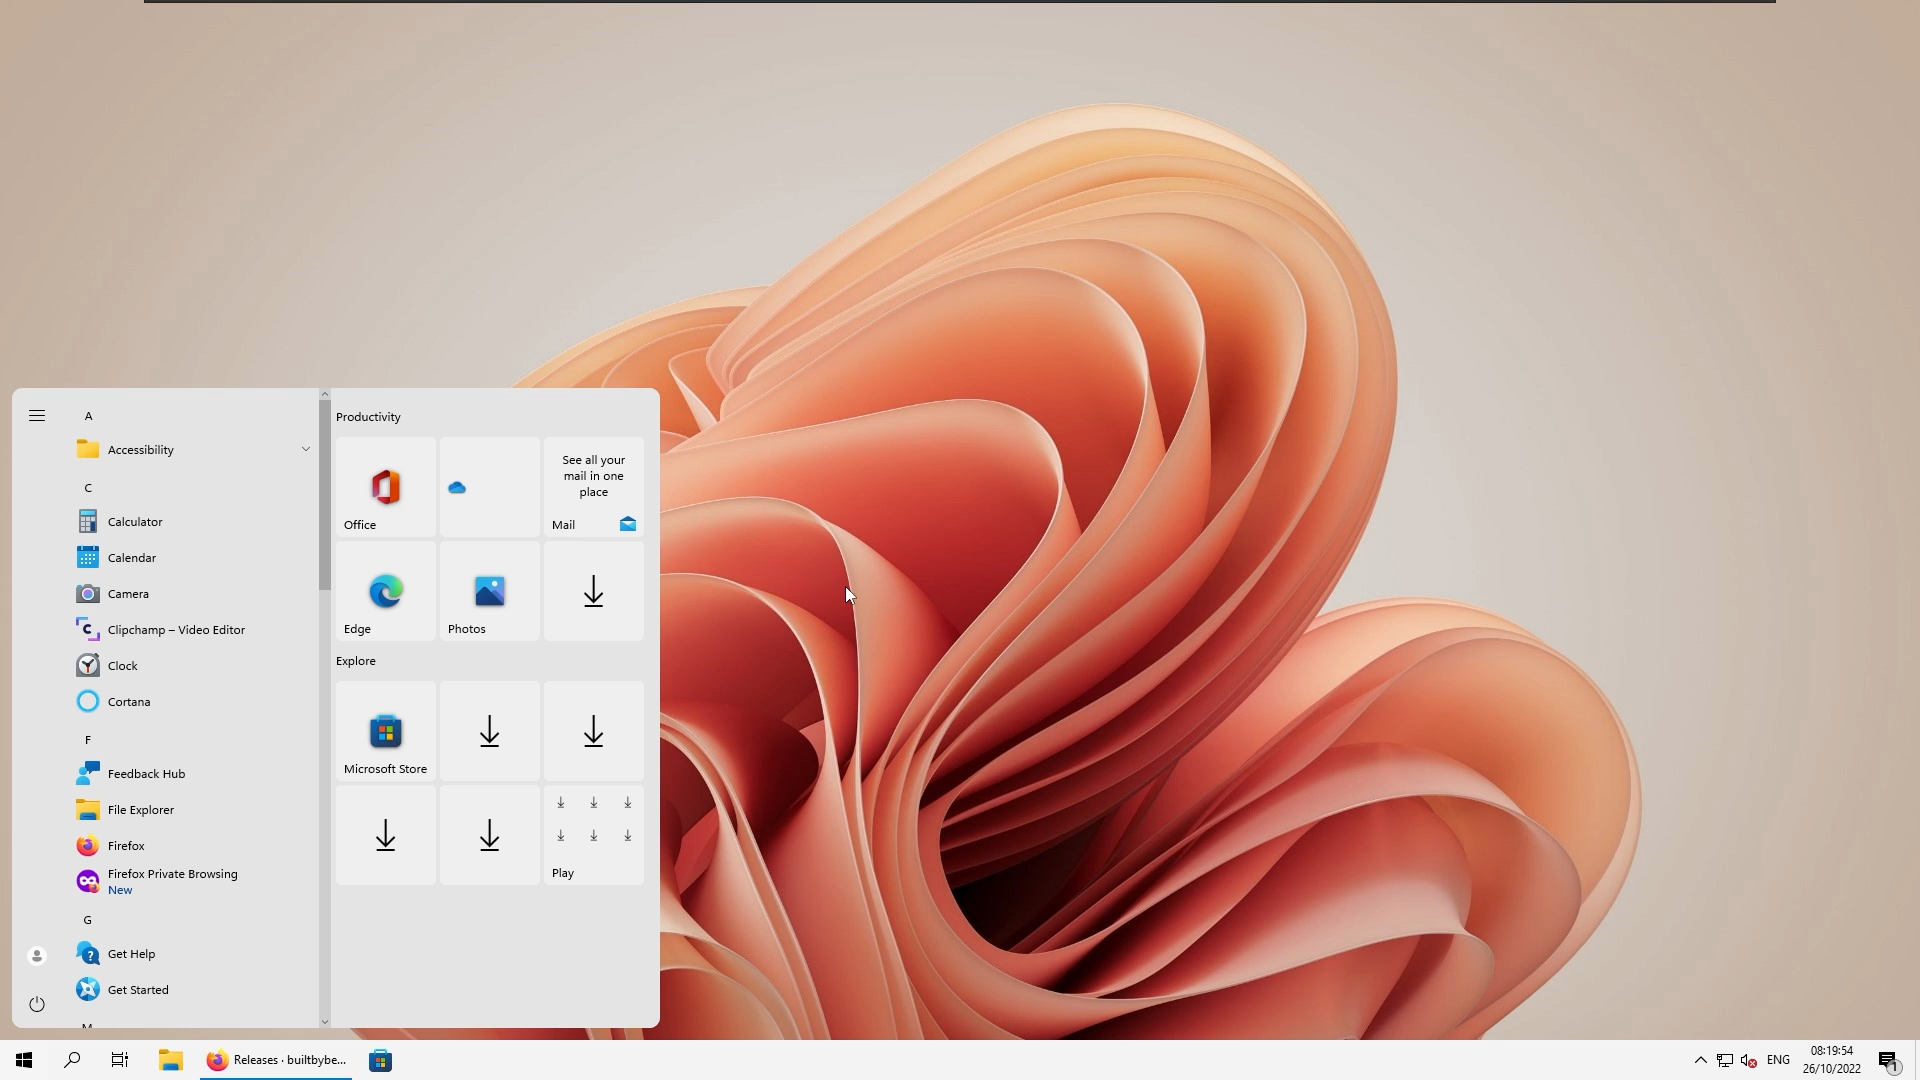 A
Accessibility
C
Calculator
Calendar
Camera
Clipchamp – Video Editor
Clock
Cortana
F
Feedback Hub
File Explorer
Firefox
Firefox Private Browsing
New
G
Get Help
Get Started
M
Productivity
Office
See all your
mail in one
place
Mail
Edge
Photos
Explore
Microsoft Store
Play
Releases · builtbybe...
ENG
08:19:54
26/10/2022
1